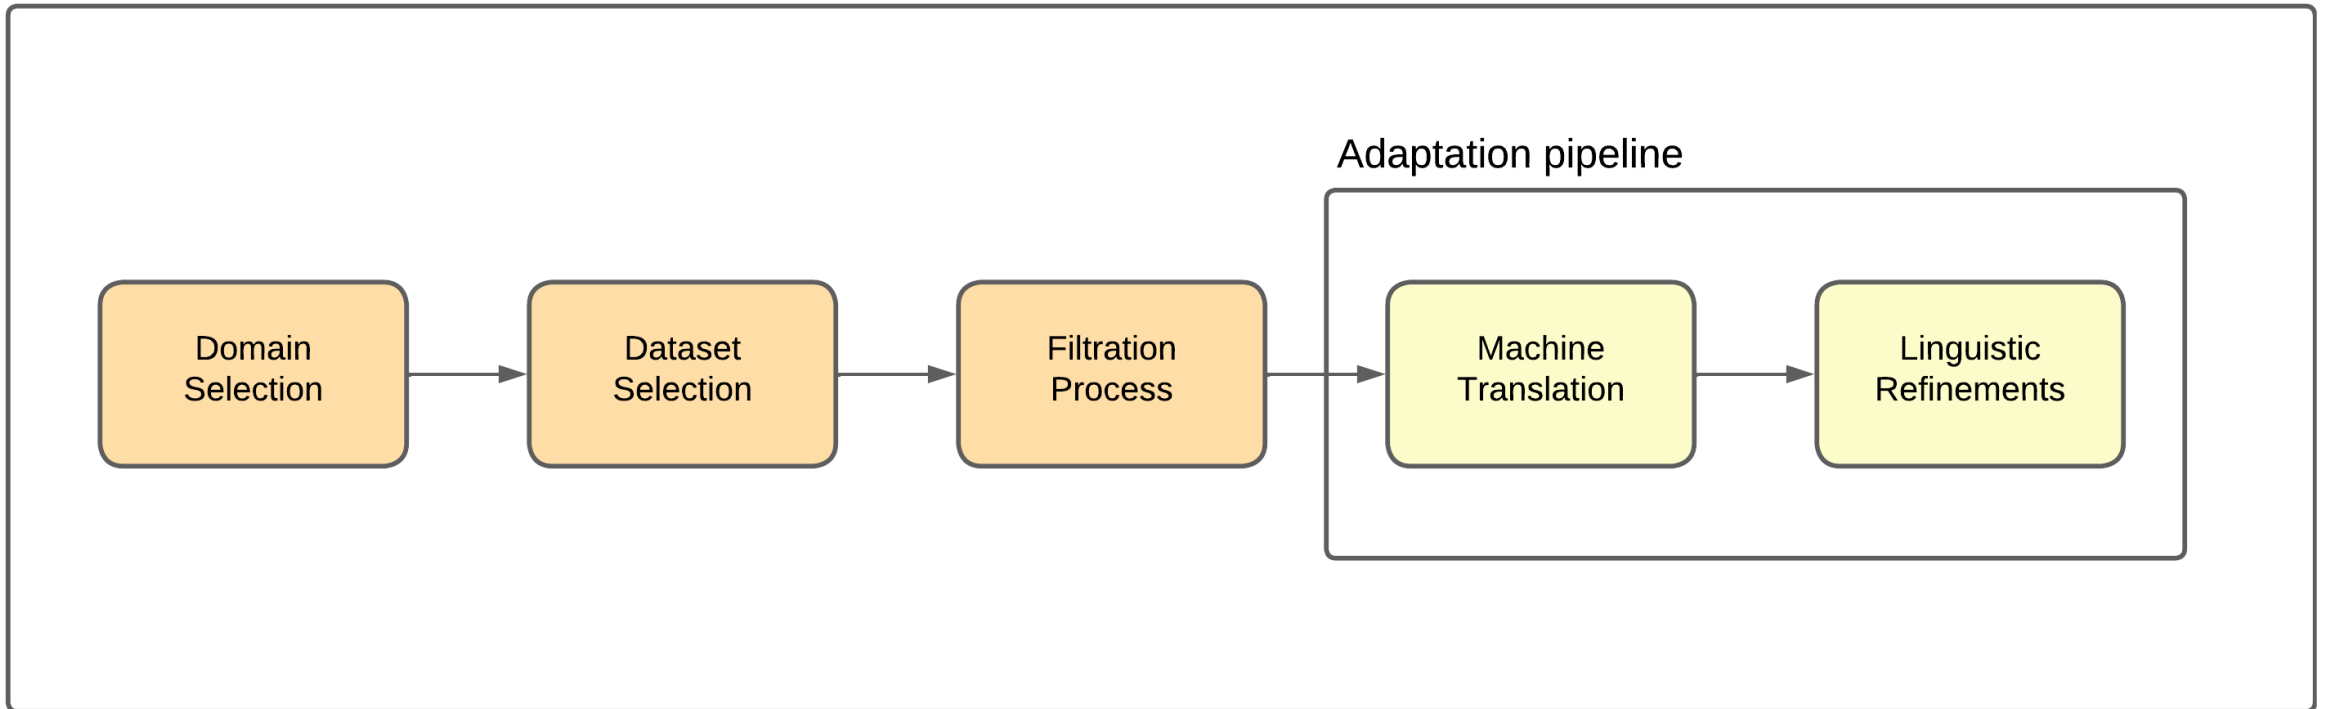 Adaptation pipeline
Domain
Selection
Dataset
Selection
Filtration
Process
Machine
Translation
Linguistic
Refinements